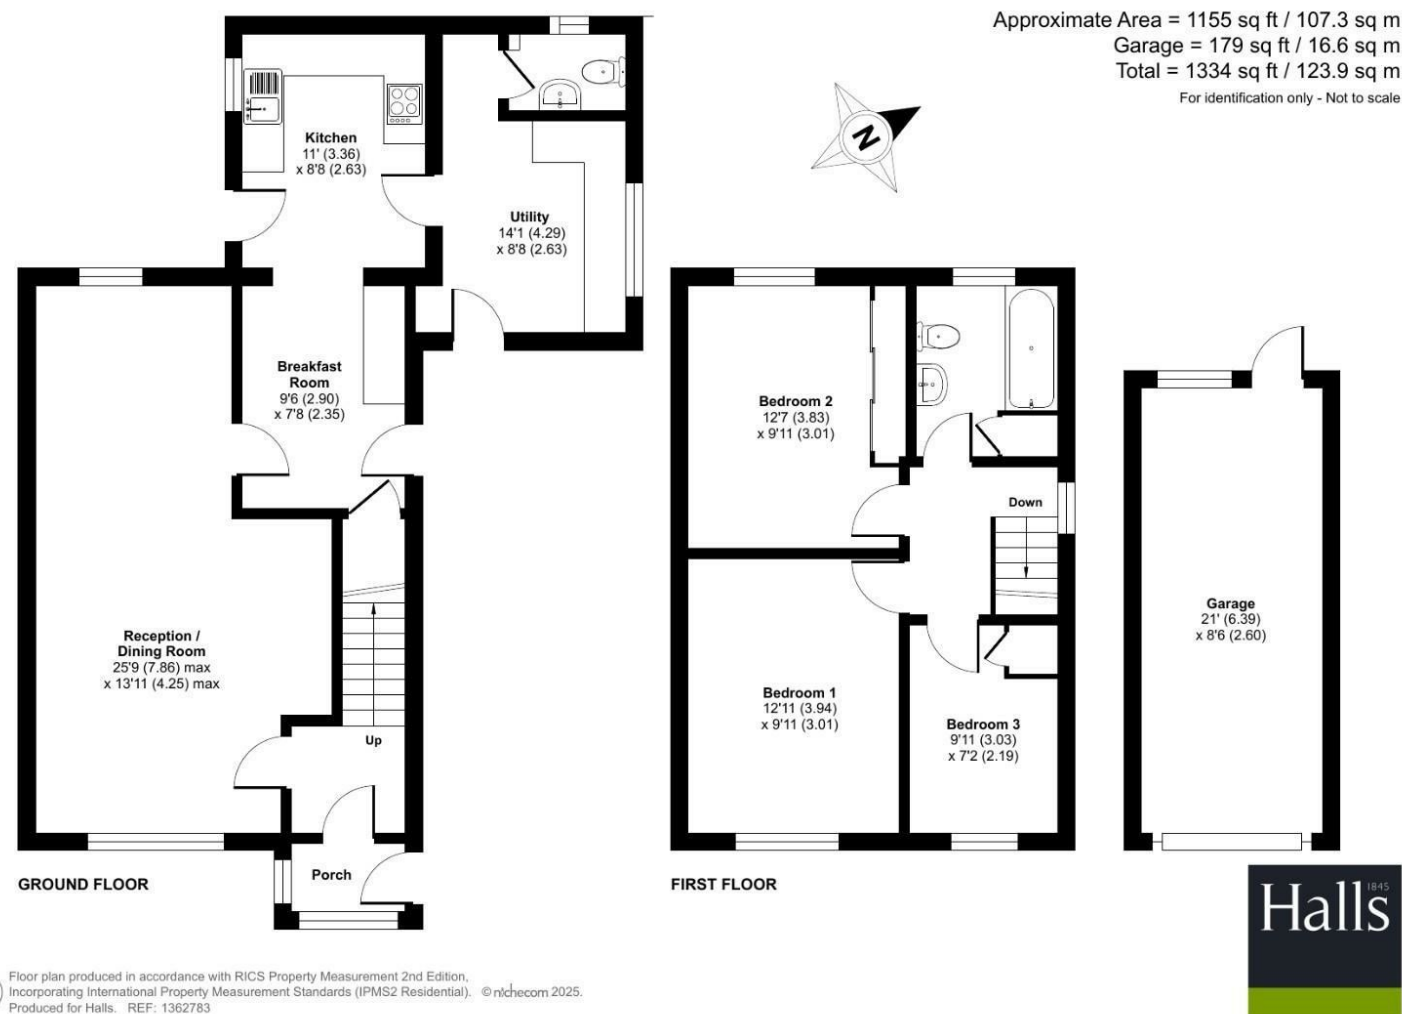 Approximate Area = 1155 sq ft / 107.3 sq m
Garage = 179 sq ft / 16.6 sq m
Total = 1334 sq ft / 123.9 sq m
For identification only - Not to scale
N
Kitchen
11' (3.36)
x 8'8 (2.63)
Utility
14'1 (4.29)
x 8'8 (2.63)
Breakfast
Room
9'6 (2.90)
x 7'8 (2.35)
Reception /
Dining Room
25'9 (7.86) max
x 13'11 (4.25) max
Up
Porch
GROUND FLOOR
Bedroom 2
12'7 (3.83)
x 9'11 (3.01)
Down
Bedroom 1
12'11 (3.94)
x 9'11 (3.01)
Bedroom 3
9'11 (3.03)
x 7'2 (2.19)
FIRST FLOOR
Garage
21' (6.39)
x 8'6 (2.60)
Halls 1845
Floor plan produced in accordance with RICS Property Measurement 2nd Edition,
Incorporating International Property Measurement Standards (IPMS2 Residential). © nichecom 2025.
Produced for Halls. REF: 1362783